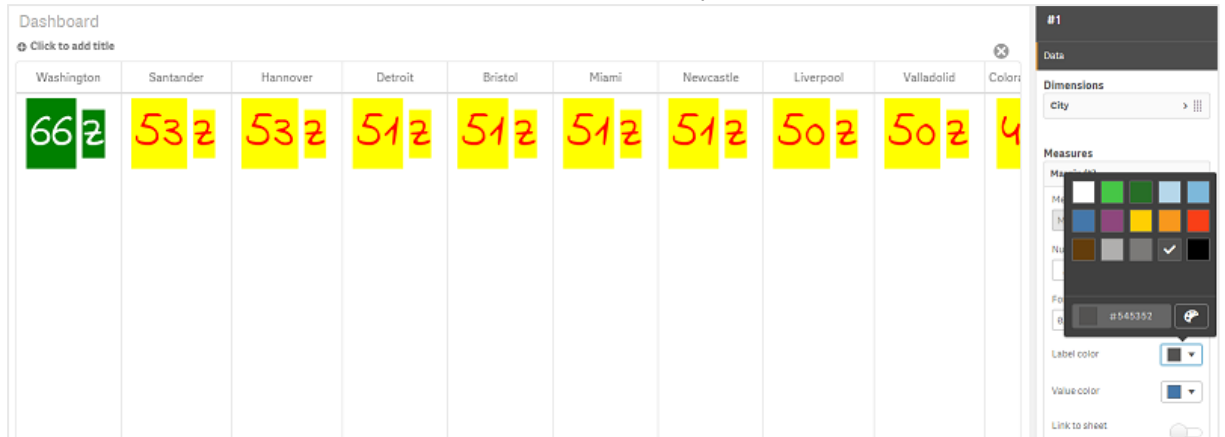 Dashboard
Click to add title
Washington Santander Hannover Detroit Bristol Miami Newcastle Liverpool Valladolid
66 z 53 z 53 z 51 z 51 z 51 z 51 z 50 z 50 z
#1
Data
Dimensions
City
Measures
#545352
Label color
Value color
Link to sheet